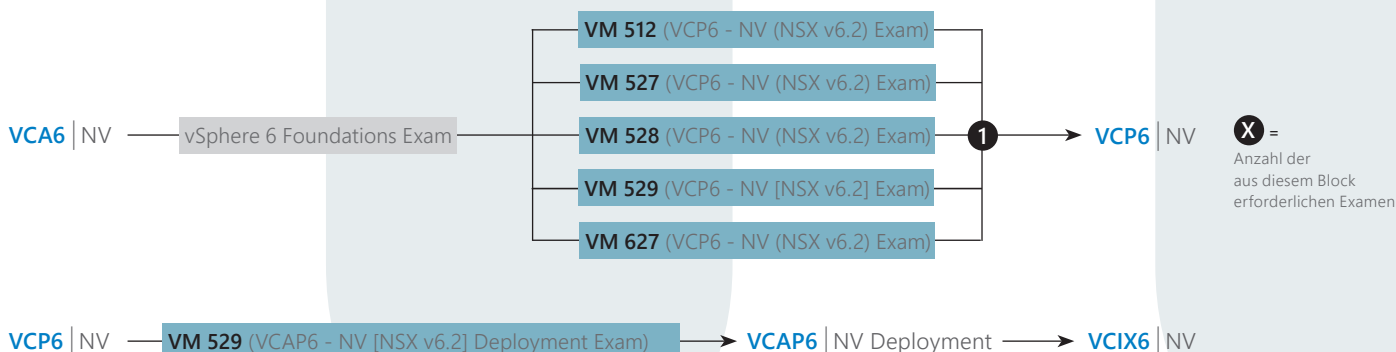 VM 512 (VCP6 - NV (NSX v6.2) Exam)
VM 527 (VCP6 - NV (NSX v6.2) Exam)
VCA6 | NV
vSphere 6 Foundations Exam
VM 528 (VCP6 - NV (NSX v6.2) Exam)
1
VCP6 | NV
VM 529 (VCP6 - NV [NSX v6.2] Exam)
VM 627 (VCP6 - NV (NSX v6.2) Exam)
X =
Anzahl der
aus diesem Block
erforderlichen Examen
VCP6 | NV
VM 529 (VCAP6 - NV [NSX v6.2] Deployment Exam)
VCAP6 | NV Deployment
VCIX6 | NV